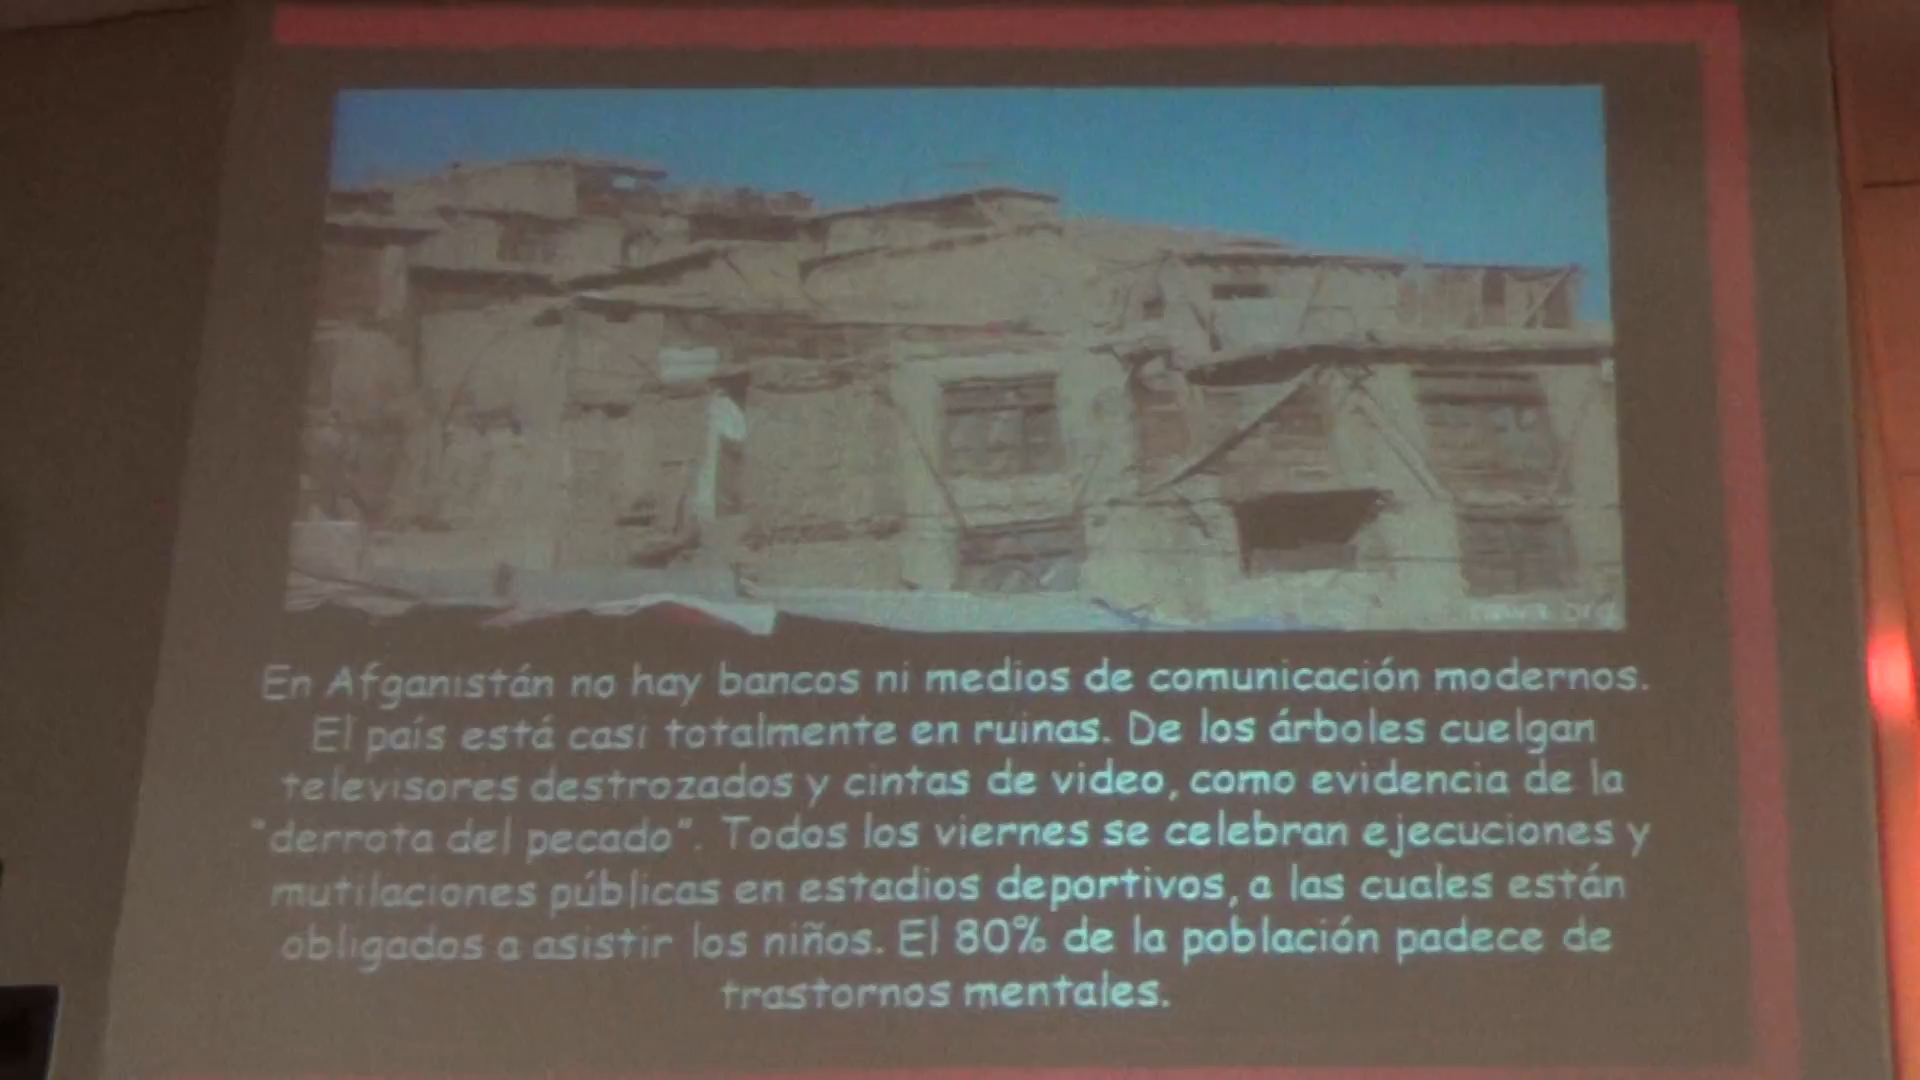 En Afganistán no hay bancos ni medios de comunicación modernos.
El país está casi totalmente en ruinas. De los árboles cuelgan
televisores destrozados y cintas de video, como evidencia de la
"derrota del pecado". Todos los viernes se celebran ejecuciones y
mutilaciones públicas en estadios deportivos, a las cuales están
obligados a asistir los niños. El 80% de la población padece de
trastornos mentales.